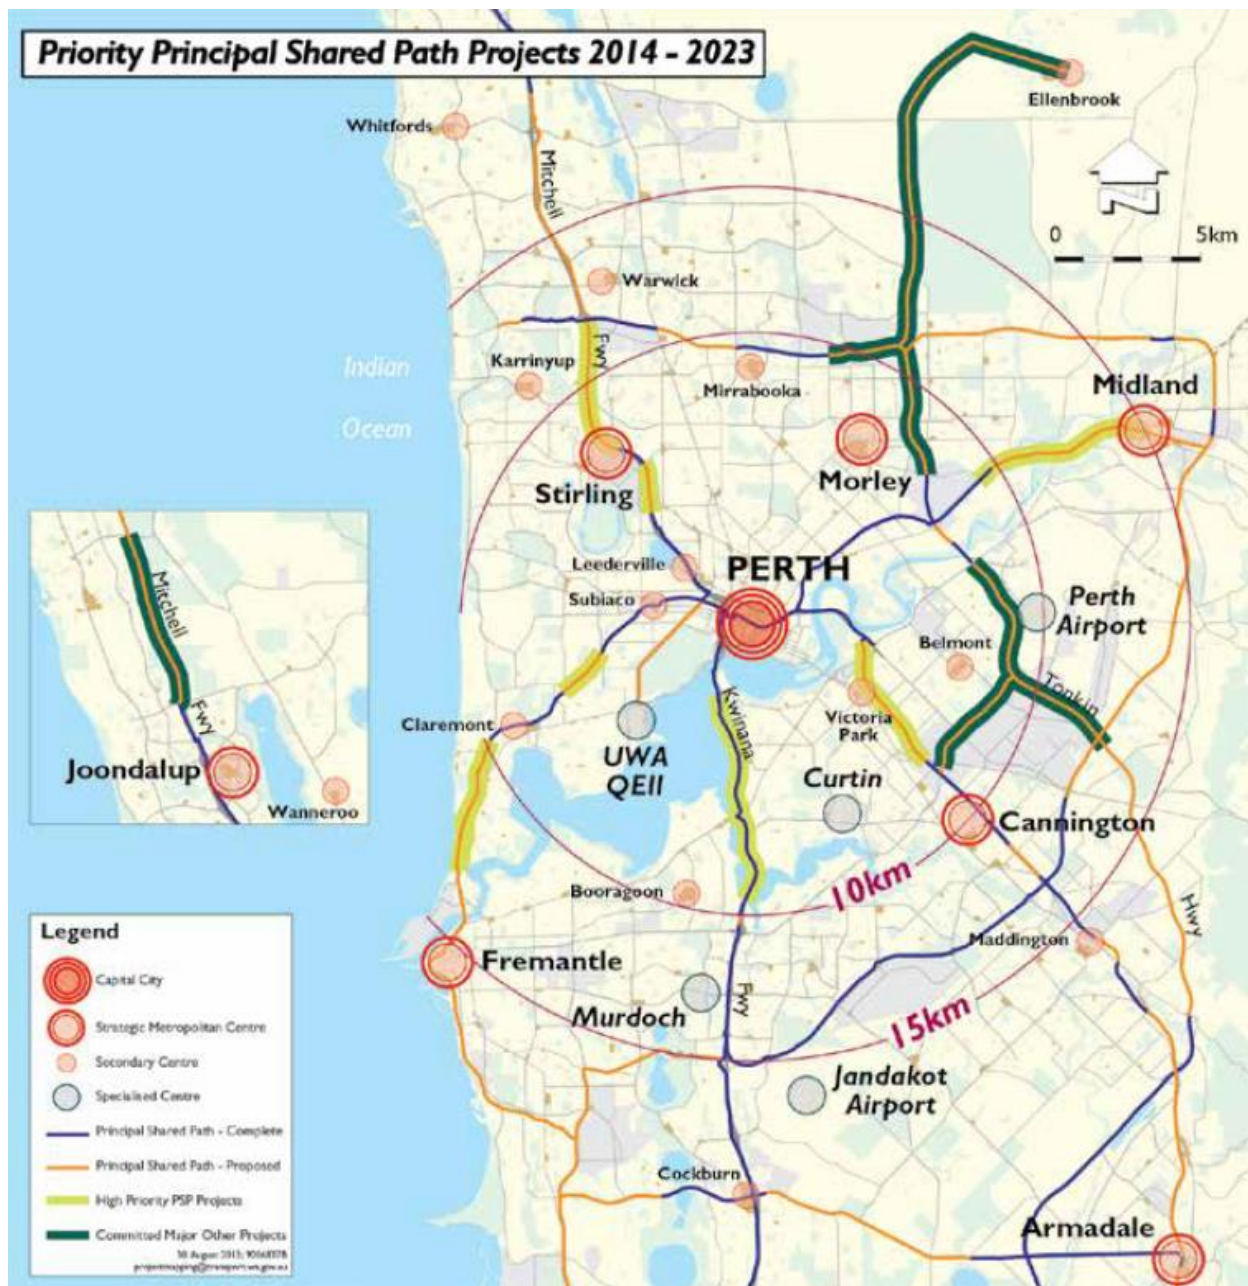 Priority Principal Shared Path Projects 2014 - 2023
Ellenbrook
Whitfords
Mitchell
0 5km
Warwick
Fwy
Indian
Ocean
Karrinyup
Mirrabooka
Midland
Stirling
Morley
Leederville
PERTH
Subiaco
Perth
Airport
Belmont
Mitchell
Fwy
Joondalup
Wanneroo
Claremont
UWA
QEII
Kwinana
Victoria
Park
Tonkin
Curtin
Cannington
Booragoon
10km
Hwy
Maddington
Fremantle
Murdoch
Fwy
15km
Jandakot
Airport
Cockburn
Armadale
Legend
Capital City
Strategic Metropolitan Centre
Secondary Centre
Specialised Centre
Principal Shared Path - Complete
Principal Shared Path - Proposed
High Priority PSP Projects
Committed Major Other Projects